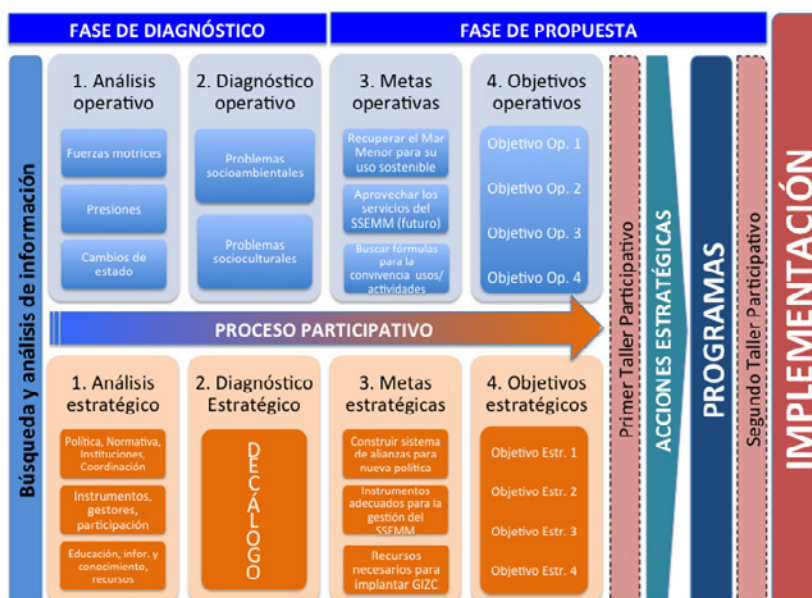 FASE DE DIAGNÓSTICO
FASE DE PROPUESTA
Búsqueda y análisis de información
1. Análisis
operativo
Fuerzas motrices
Presiones
Cambios de
estado
2. Diagnóstico
operativo
Problemas
socioambientales
Problemas
socioculturales
3. Metas
operativas
Recuperar el Mar
Menor para su
uso sostenible
Aprovechar los
servicios del
SSEMM (futuro)
Buscar fórmulas
para la
convivencia usos/
actividades
4. Objetivos
operativos
Objetivo Op. 1
Objetivo Op. 2
Objetivo Op. 3
Objetivo Op. 4
PROCESO PARTICIPATIVO
1. Análisis
estratégico
Política, Normativa,
Instituciones,
Coordinación
Instrumentos,
gestores,
participación
Educación, infor. y
conocimiento,
recursos
2. Diagnóstico
Estratégico
DECÁLOGO
3. Metas
estratégicas
Construir sistema
de alianzas para
nueva política
Instrumentos
adecuados para la
gestión del
SSEMM
Recursos
necesarios para
implantar GIZC
4. Objetivos
estratégicos
Objetivo Estr. 1
Objetivo Estr. 2
Objetivo Estr. 3
Objetivo Estr. 4
Primer Taller Participativo
ACCIONES ESTRATÉGICAS
PROGRAMAS
Segundo Taller Participativo
IMPLEMENTACIÓN